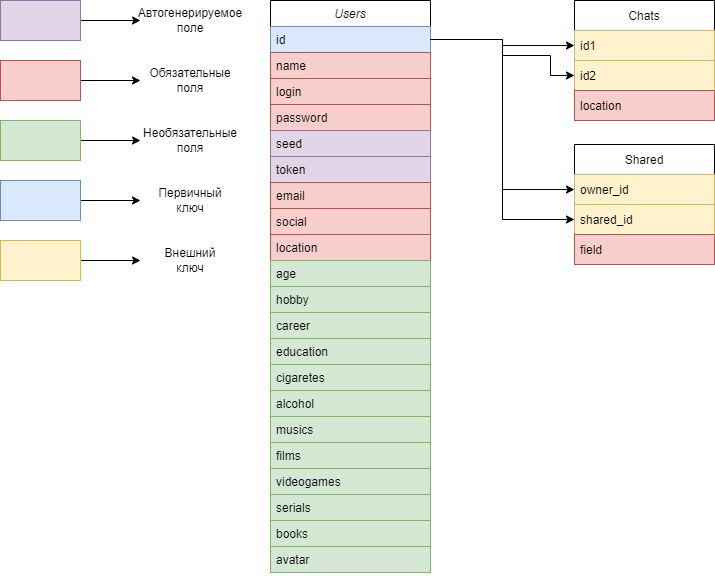 Автогенерируемое
поле
Обязательные
поля
Необязательные
поля
Первичный
ключ
Внешний
ключ
Users
id
name
login
password
seed
token
email
social
location
age
hobby
career
education
cigaretes
alcohol
musics
films
videogames
serials
books
avatar
Chats
id1
id2
location
Shared
owner_id
shared_id
field